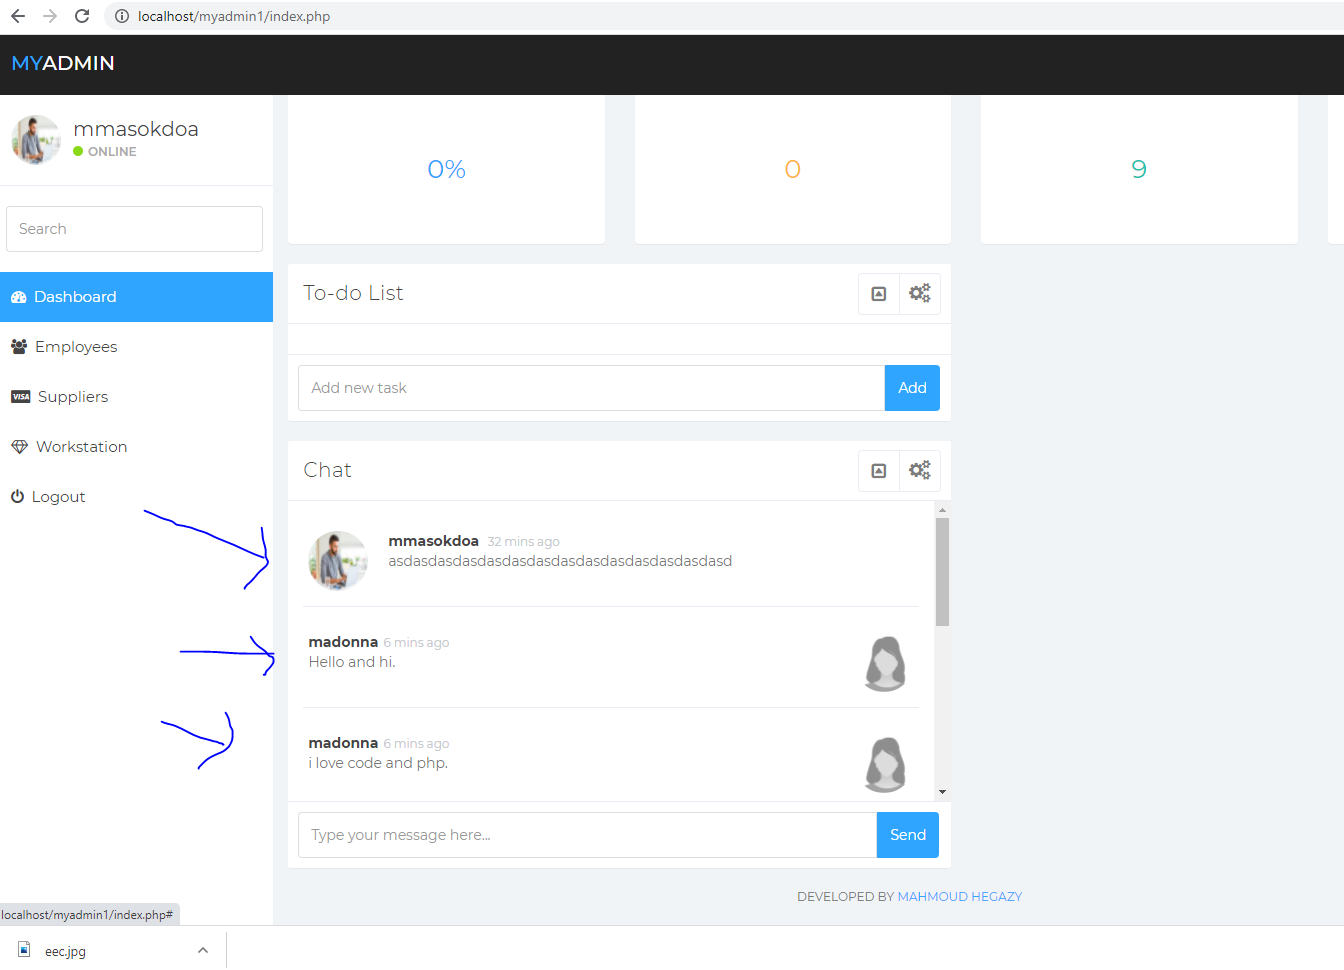 localhost/myadmin1/index.php
MYADMIN
mmasokdoa
ONLINE
Search
Dashboard
Employees
VISA Suppliers
Workstation
Logout
0%
0
9
To-do List
Add new task
Add
Chat
mmasokdoa 32 mins ago
asdasdasdasdasdasdasdasdasdasdasdasdasdasd
madonna 6 mins ago
Hello and hi.
madonna 6 mins ago
i love code and php.
Type your message here...
Send
DEVELOPED BY MAHMOUD HEGAZY
localhost/myadmin1/index.php#
eec.jpg